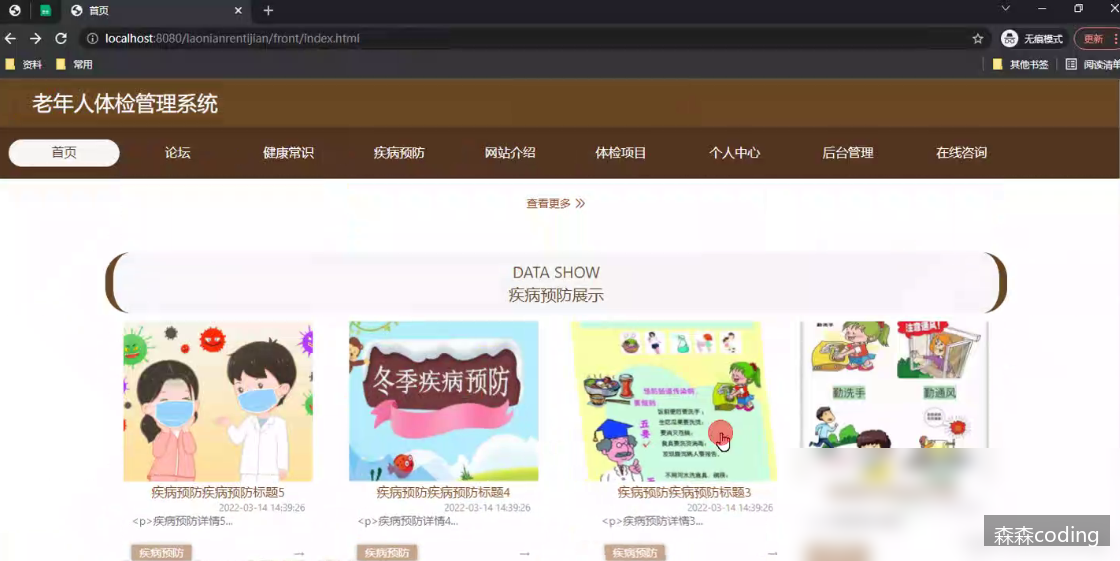 首页
localhost:8080/laonianrentijian/front/index.html
无痕模式
更新
资料
常用
其他书签
阅读清单
老年人体检管理系统
首页
论坛
健康常识
疾病预防
网站介绍
体检项目
个人中心
后台管理
在线咨询
查看更多
DATA SHOW
疾病预防展示
冬季疾病预防
注意通风!
勤洗手
勤通风
疾病预防疾病预防标题5
2022-03-14 14:39:26
<p>疾病预防详情5...
疾病预防
疾病预防疾病预防标题4
2022-03-14 14:39:26
<p>疾病预防详情4...
疾病预防
疾病预防疾病预防标题3
2022-03-14 14:39:26
<p>疾病预防详情3...
疾病预防
森森coding